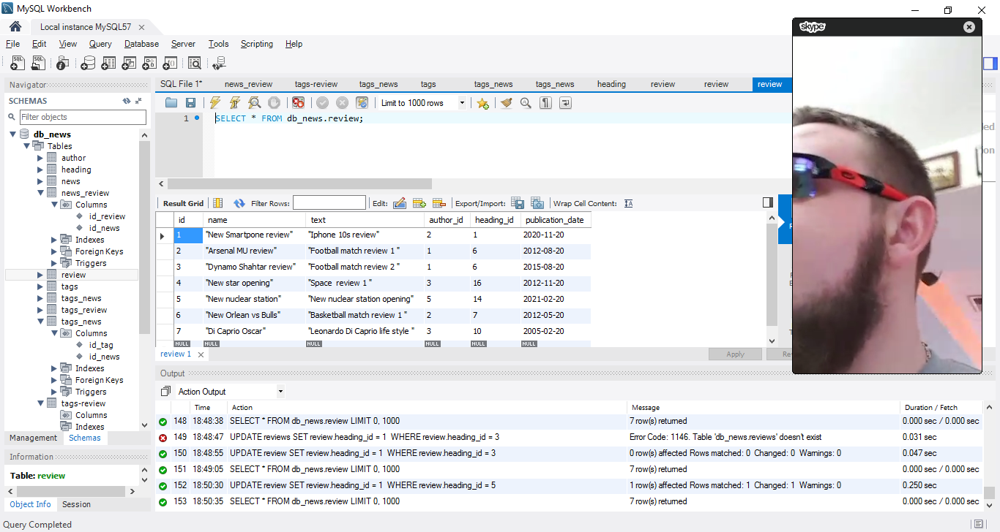 MySQL Workbench
Local instance MySQL57
skype
File Edit View Query Database Server Tools Scripting Help
Navigator
SCHEMAS
Filter objects
db_news
Tables
author
heading
news
news_review
Columns
id_review
id_news
Indexes
Foreign Keys
Triggers
review
tags
tags_news
tags_review
tags_news
Columns
id_tag
id_news
Indexes
Foreign Keys
Triggers
tags-review
Columns
Indexes
Management Schemas
Information
Table: review
Object Info Session
SQL File 1* news_review tags-review tags_news tags tags_news tags_news heading review review review
Limit to 1000 rows
1 SELECT * FROM db_news.review;
Result Grid Filter Rows: Edit: Export/Import: Wrap Cell Content:
id name text author_id heading_id publication_date
1 "New Smartpone review" "Iphone 10s review" 2 1 2020-11-20
2 "Arsenal MU review" "Football match review 1 " 1 6 2012-08-20
3 "Dynamo Shahtar review" "Football match review 2 " 1 6 2015-08-20
4 "New star opening" "Space  review 1 " 3 16 2012-11-20
5 "New nuclear station" "New nuclear station opening" 5 14 2021-02-20
6 "New Orlean vs Bulls" "Basketball match review 1 " 2 7 2012-05-20
7 "Di Caprio Oscar" "Leonardo Di Caprio life style " 3 10 2005-02-20
NULL NULL NULL NULL NULL NULL
review 1 Apply
Output
Action Output
Time Action Message Duration / Fetch
148 18:48:38 SELECT * FROM db_news.review LIMIT 0, 1000 7 row(s) returned 0.000 sec / 0.000 sec
149 18:48:47 UPDATE reviews SET review.heading_id = 1  WHERE review.heading_id = 3 Error Code: 1146. Table 'db_news.reviews' doesn't exist 0.031 sec
150 18:48:55 UPDATE review SET review.heading_id = 1  WHERE review.heading_id = 3 0 row(s) affected Rows matched: 0  Changed: 0  Warnings: 0 0.047 sec
151 18:49:05 SELECT * FROM db_news.review LIMIT 0, 1000 7 row(s) returned 0.000 sec / 0.000 sec
152 18:50:30 UPDATE review SET review.heading_id = 1  WHERE review.heading_id = 5 1 row(s) affected Rows matched: 1  Changed: 1  Warnings: 0 0.250 sec
153 18:50:35 SELECT * FROM db_news.review LIMIT 0, 1000 7 row(s) returned 0.000 sec / 0.000 sec
Query Completed